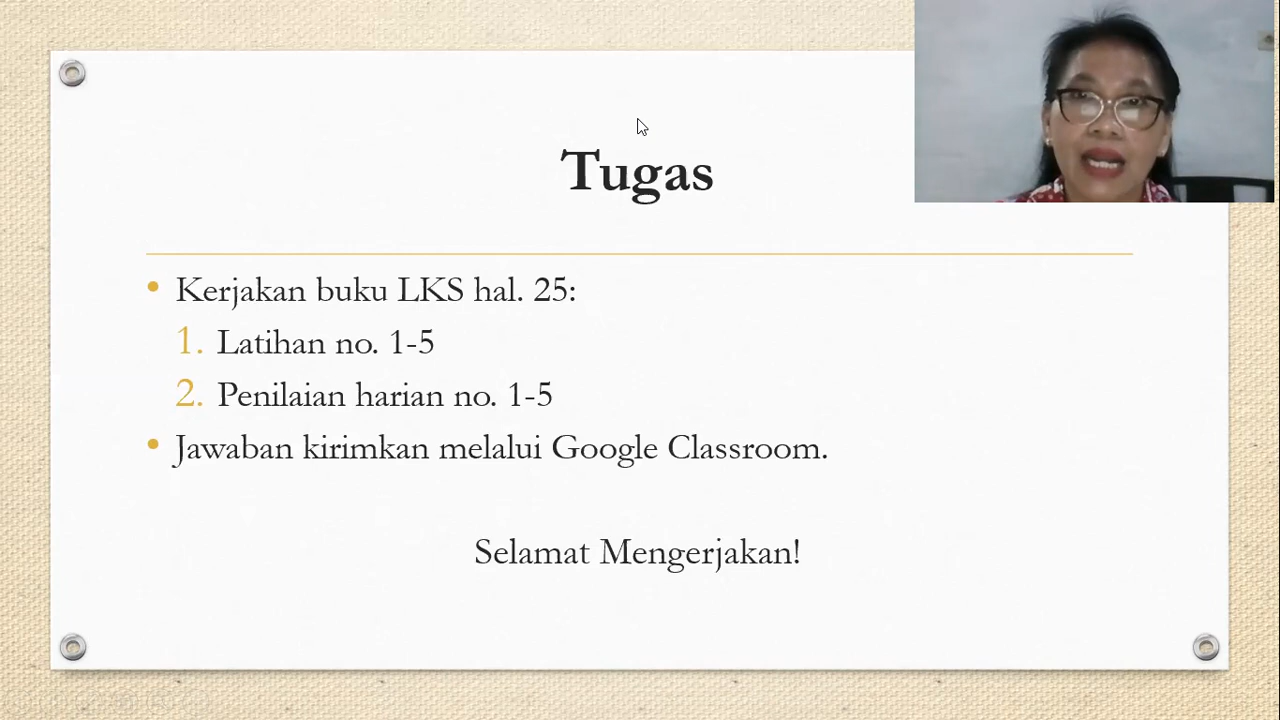 Tugas
• Kerjakan buku LKS hal. 25:
1. Latihan no. 1-5
2. Penilaian harian no. 1-5
• Jawaban kirimkan melalui Google Classroom.
Selamat Mengerjakan!